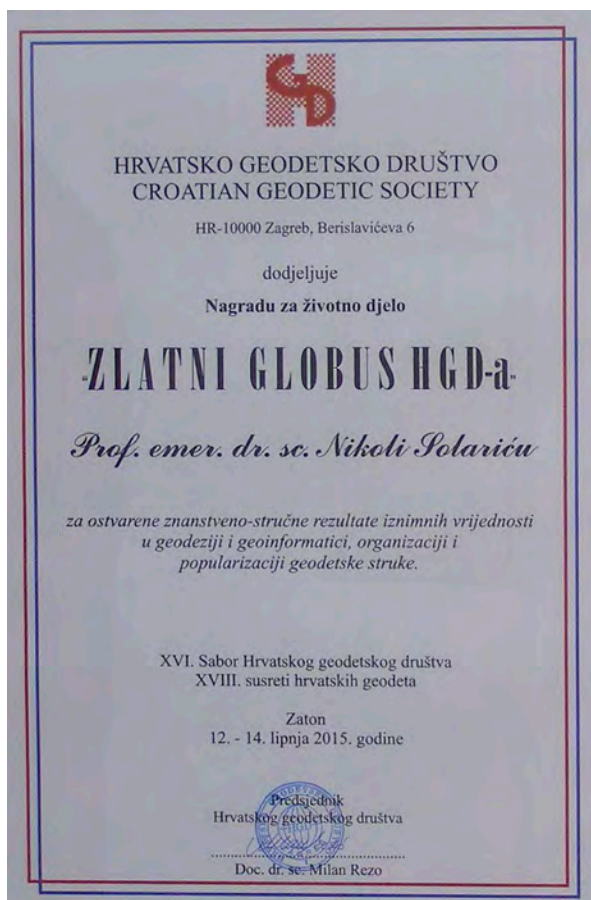 HGD
HRVATSKO GEODETSKO DRUŠTVO
CROATIAN GEODETIC SOCIETY
HR-10000 Zagreb, Berislavićeva 6
dodjeljuje
Nagradu za životno djelo
"ZLATNI GLOBUS HGD-a"
Prof. emer. dr. sc. Nikoli Solariću
za ostvarene znanstveno-stručne rezultate iznimnih vrijednosti
u geodeziji i geoinformatici, organizaciji i
popularizaciji geodetske struke.
XVI. Sabor Hrvatskog geodetskog društva
XVIII. susreti hrvatskih geodeta
Zaton
12. - 14. lipnja 2015. godine
Predsjednik
Hrvatskog geodetskog društva
Doc. dr. sc. Milan Rezo